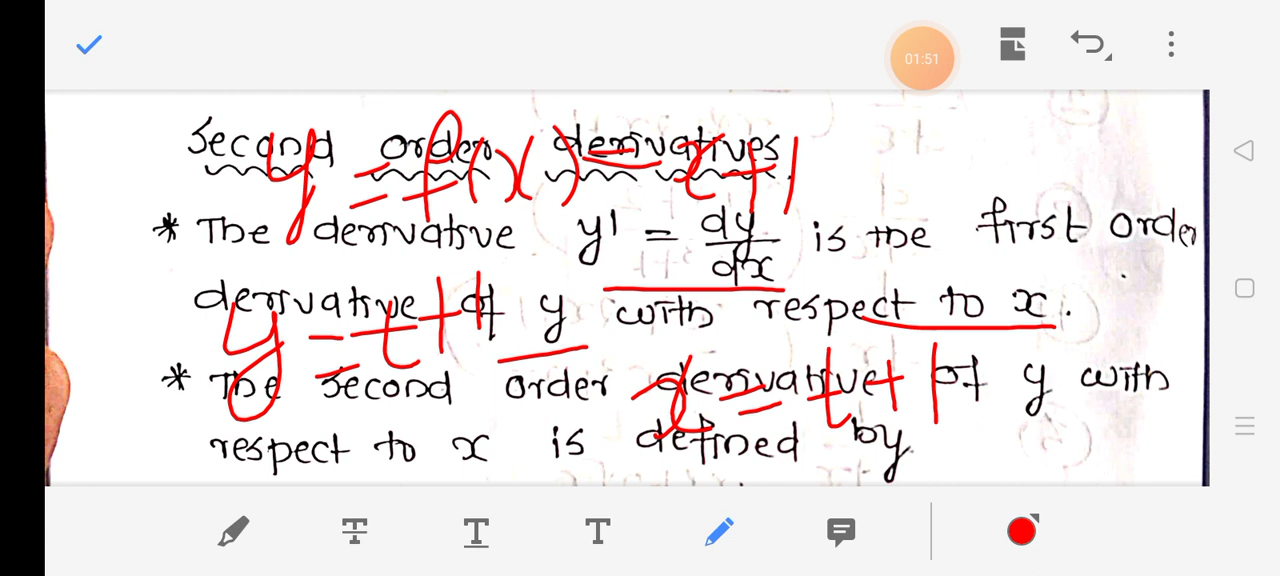 01:51
Second order derivatives
y = f(x) x+1
* The derivative y' = dy/dx is the first order
derivative of y with respect to x.
y = t+1
x = t+1
* The second order derivative of y with
respect to x is defined by
T T T